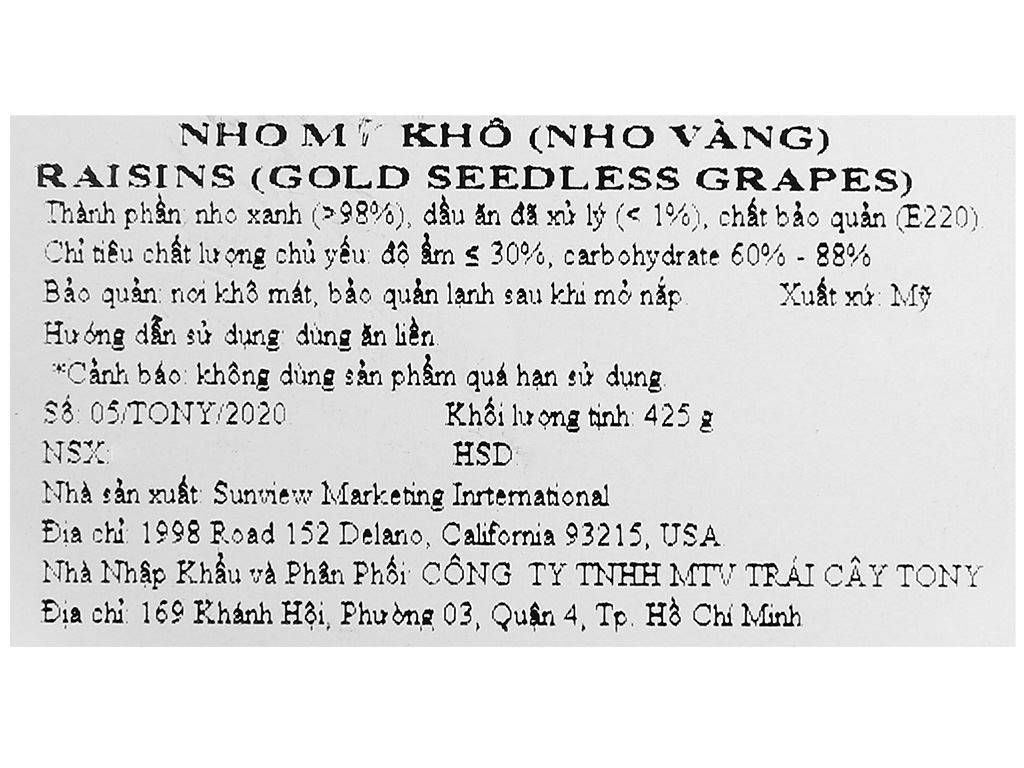 NHO MỸ KHÔ (NHO VÀNG)
RAISINS (GOLD SEEDLESS GRAPES)
Thành phần: nho xanh (>98%), dầu ăn đã xử lý (< 1%), chất bảo quản (E220).
Chỉ tiêu chất lượng chủ yếu: độ ẩm ≤ 30%, carbohydrate 60% - 88%
Bảo quản: nơi khô mát, bảo quản lạnh sau khi mở nắp. Xuất xứ: Mỹ
Hướng dẫn sử dụng: dùng ăn liền.
*Cảnh báo: không dùng sản phẩm quá hạn sử dụng.
Số: 05/TONY/2020 Khối lượng tịnh: 425 g
NSX: HSD:
Nhà sản xuất: Sunview Marketing Inrternational
Địa chỉ: 1998 Road 152 Delano, California 93215, USA.
Nhà Nhập Khẩu và Phân Phối: CÔNG TY TNHH MTV TRÁI CÂY TONY
Địa chỉ: 169 Khánh Hội, Phường 03, Quận 4, Tp. Hồ Chí Minh